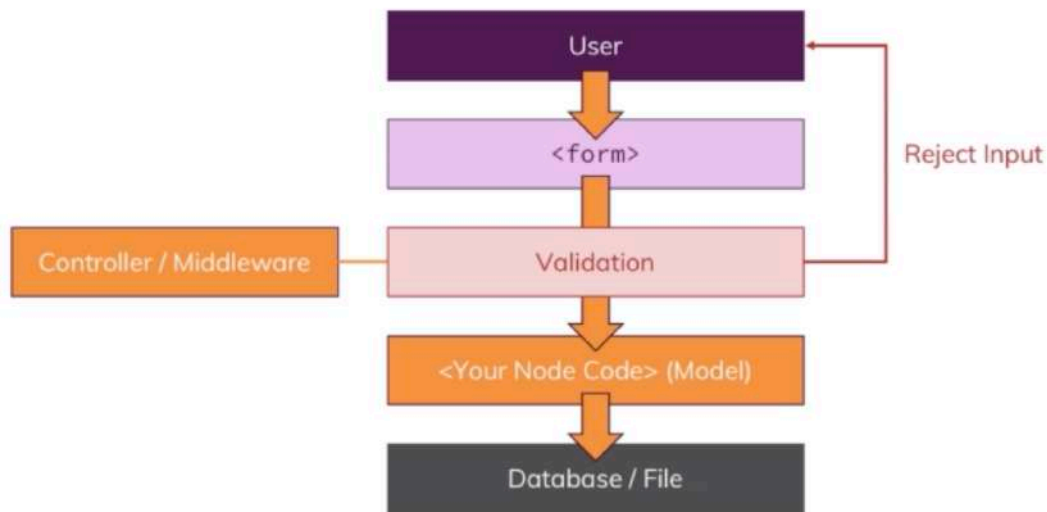 User
<form>
Reject Input
Controller / Middleware
Validation
<Your Node Code> (Model)
Database / File